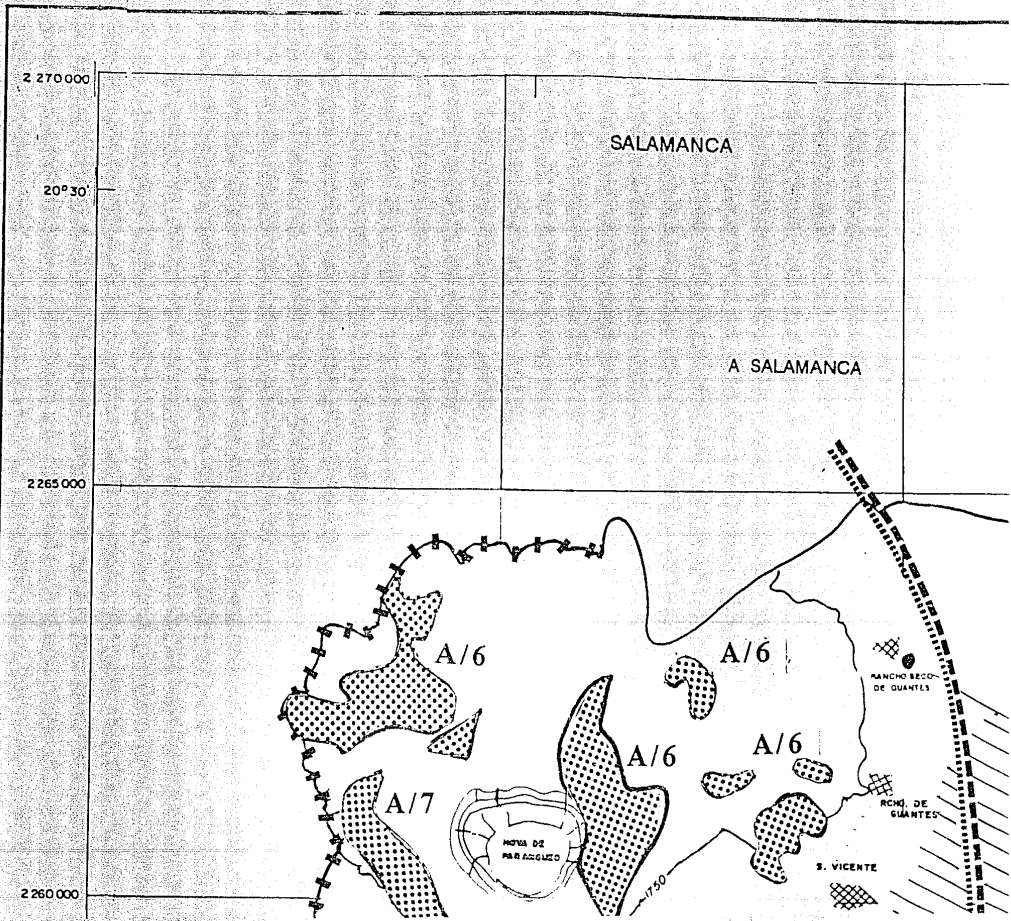 2 270 000
SALAMANCA
20° 30'
A SALAMANCA
2 265 000
A/6
A/6
RANCHO SECO
DE GUANTES
A/6
A/6
A/7
RCHO. DE
GUANTES
HOYA DE
PARANGUEO
S. VICENTE
1750
2 260 000